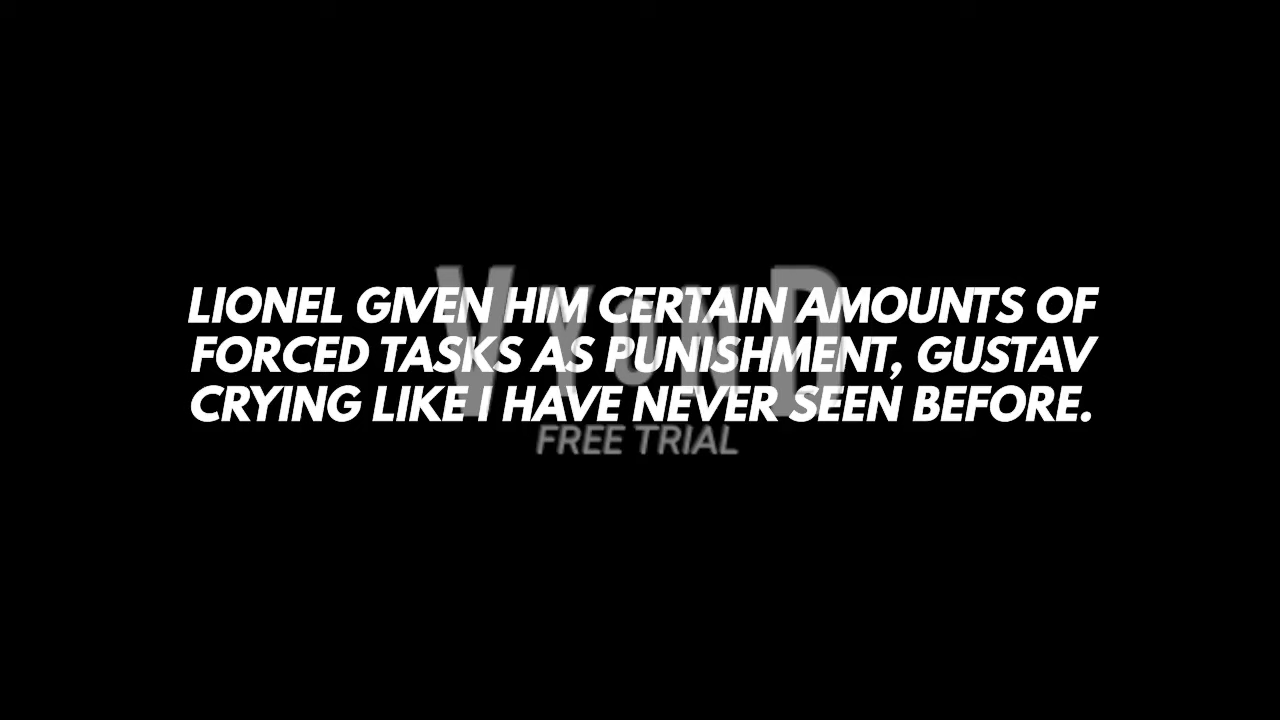 LIONEL GIVEN HIM CERTAIN AMOUNTS OF
FORCED TASKS AS PUNISHMENT, GUSTAV
CRYING LIKE I HAVE NEVER SEEN BEFORE.
VYOND
FREE TRIAL